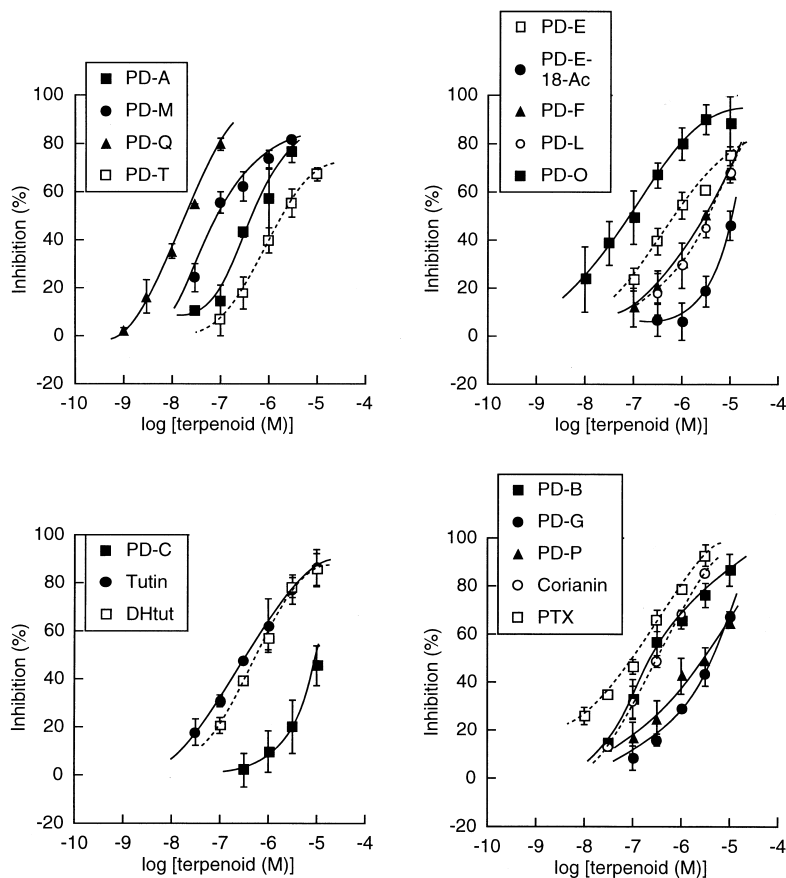 PD-A
PD-M
PD-Q
PD-T
100
80
60
40
20
0
-20
Inhibition (%)
-10 -9 -8 -7 -6 -5 -4
log [terpenoid (M)]
PD-E
PD-E-
18-Ac
PD-F
PD-L
PD-O
100
80
60
40
20
0
-20
Inhibition (%)
-10 -9 -8 -7 -6 -5 -4
log [terpenoid (M)]
PD-C
Tutin
DHtut
100
80
60
40
20
0
-20
Inhibition (%)
-10 -9 -8 -7 -6 -5 -4
log [terpenoid (M)]
PD-B
PD-G
PD-P
Corianin
PTX
100
80
60
40
20
0
-20
Inhibition (%)
-10 -9 -8 -7 -6 -5 -4
log [terpenoid (M)]